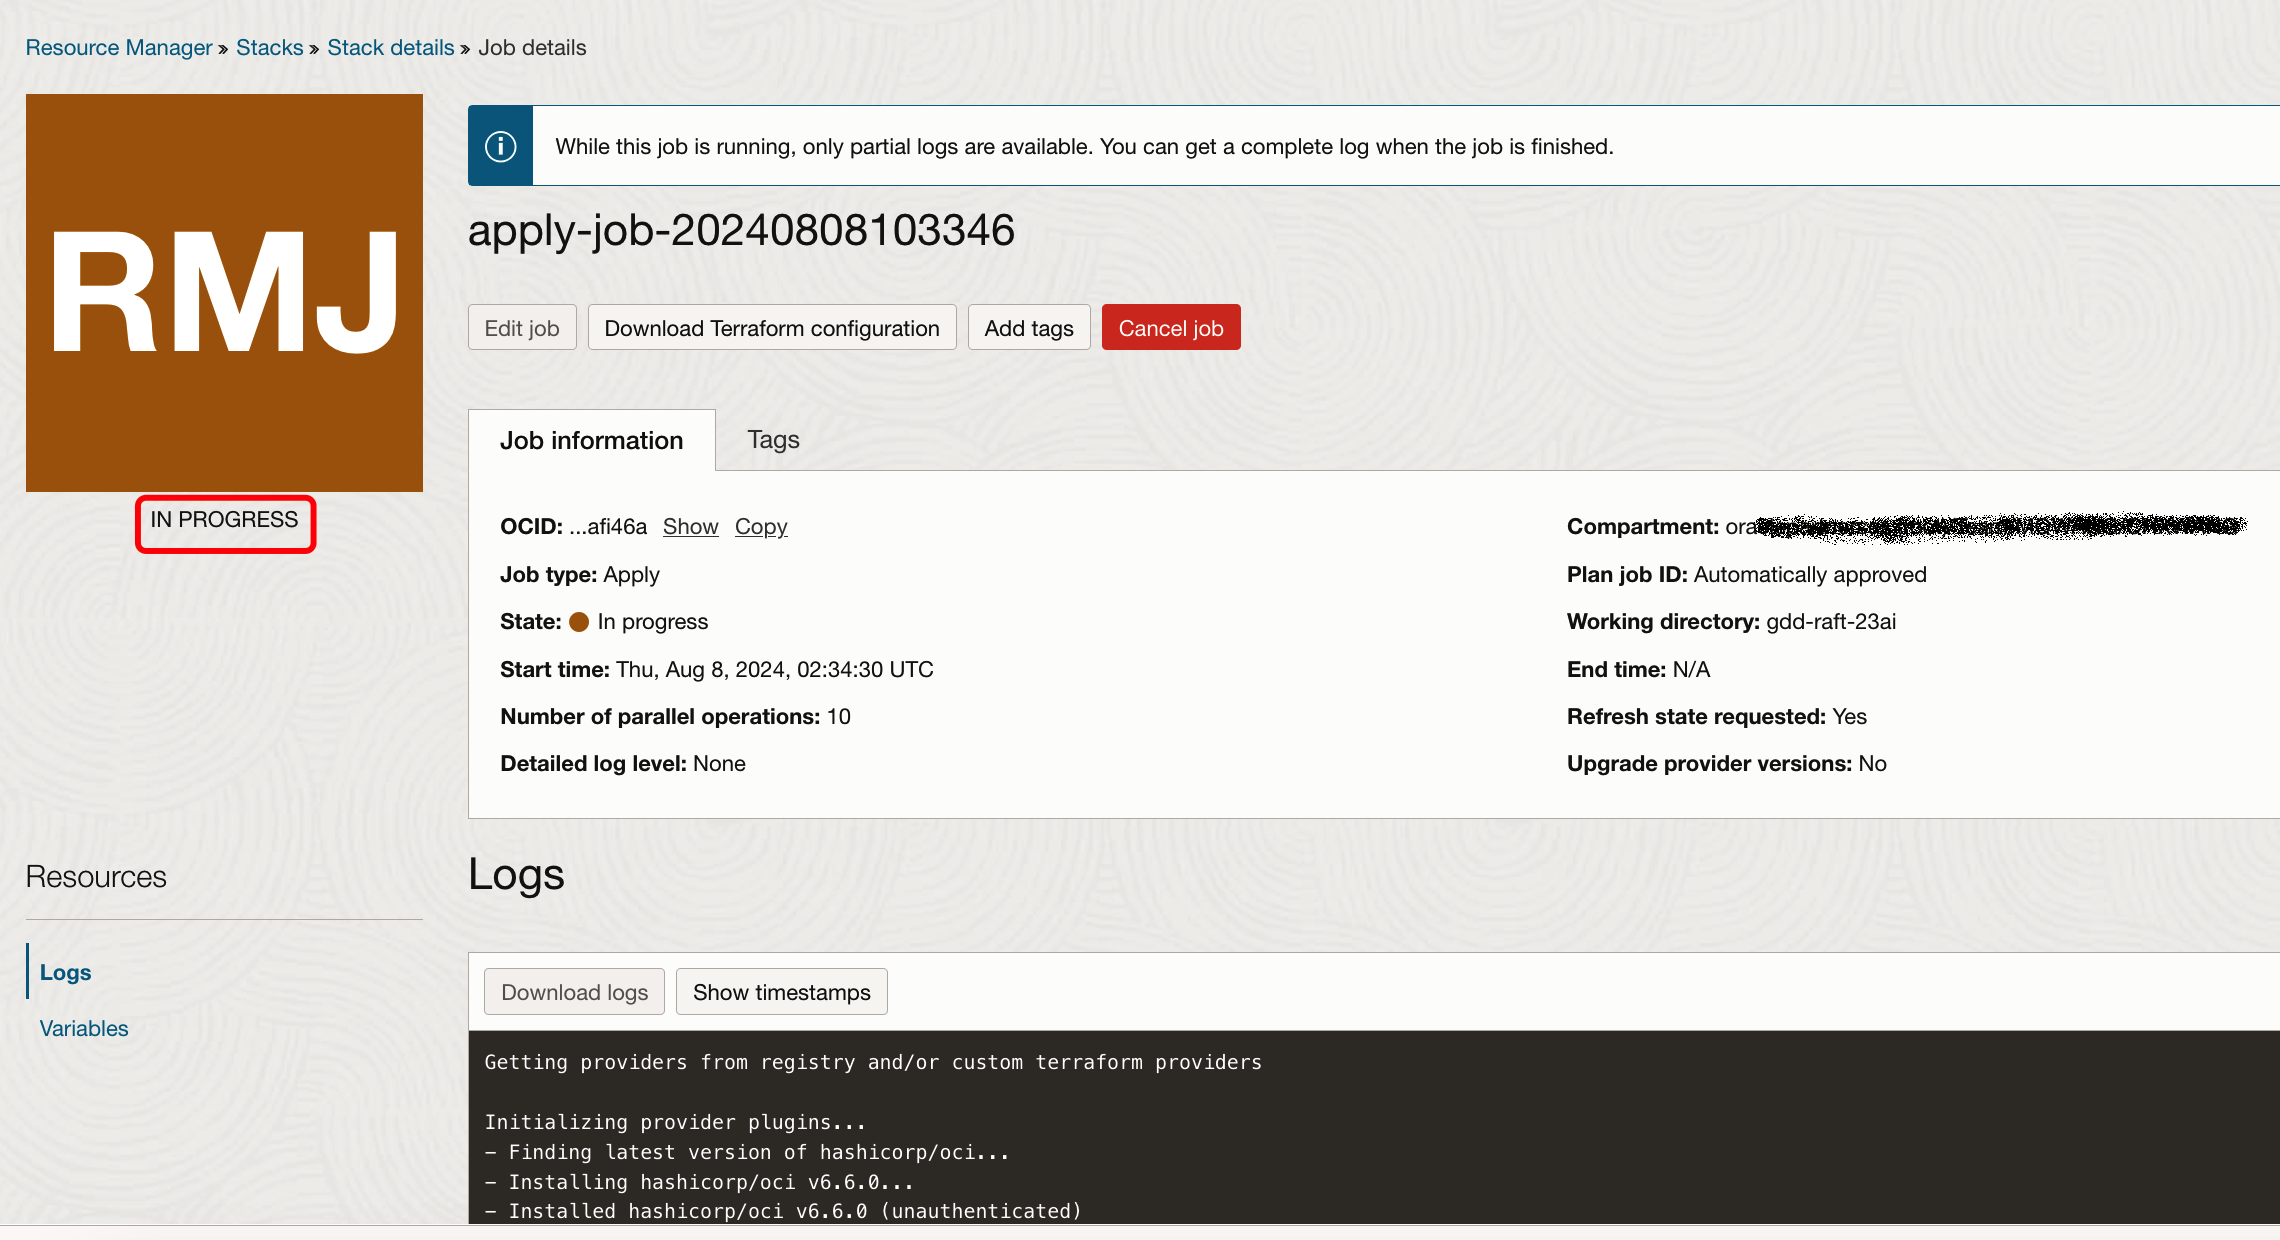 Resource Manager » Stacks » Stack details » Job details
RMJ
IN PROGRESS
While this job is running, only partial logs are available. You can get a complete log when the job is finished.
apply-job-20240808103346
Edit job Download Terraform configuration Add tags Cancel job
Job information Tags
OCID: ...afi46a Show Copy
Job type: Apply
State: In progress
Start time: Thu, Aug 8, 2024, 02:34:30 UTC
Number of parallel operations: 10
Detailed log level: None
Compartment:
Plan job ID: Automatically approved
Working directory: gdd-raft-23ai
End time: N/A
Refresh state requested: Yes
Upgrade provider versions: No
Resources
Logs
Variables
Logs
Download logs Show timestamps
Getting providers from registry and/or custom terraform providers
Initializing provider plugins...
- Finding latest version of hashicorp/oci...
- Installing hashicorp/oci v6.6.0...
- Installed hashicorp/oci v6.6.0 (unauthenticated)